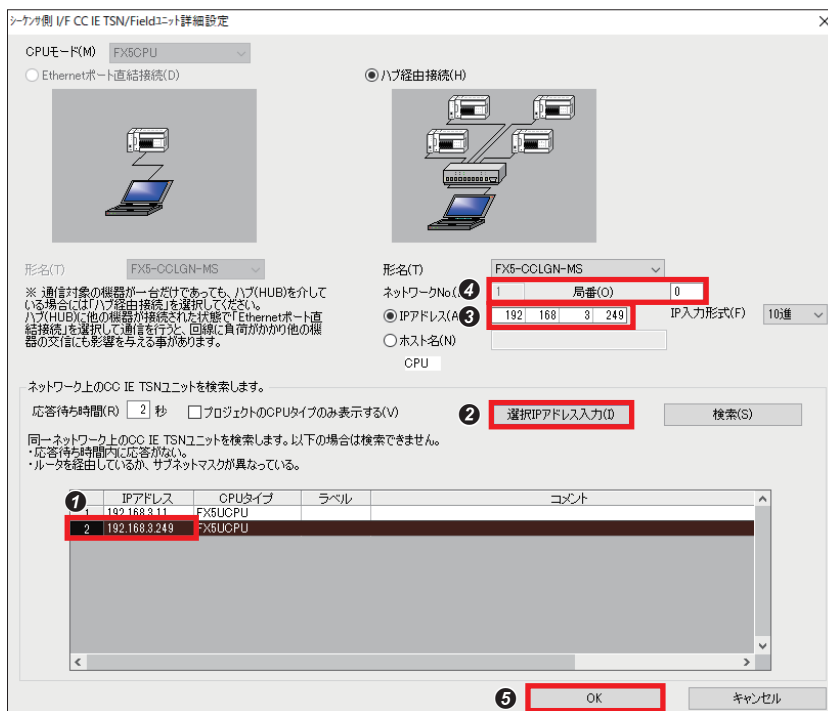 シーケンサ側 I/F CC IE TSN/Fieldユニット詳細設定
CPUモード(M) FX5CPU
Ethernetポート直結接続(D) ハブ経由接続(H)
形名(T) FX5-CCLGN-MS
※ 通信対象の機器が一台だけであっても、ハブ(HUB)を介して
いる場合には「ハブ経由接続」を選択してください。
ハブ(HUB)に他の機器が接続された状態で「Ethernetポート直
結接続」を選択して通信を行うと、回線に負荷がかかり他の機
器の交信にも影響を与える事があります。
形名(T) FX5-CCLGN-MS
ネットワークNo.(. ❹ 1 局番(O) 0
IPアドレス(A ❸ 192 168 3 249 IP入力形式(F) 10進
ホスト名(N)
CPU
ネットワーク上のCC IE TSNユニットを検索します。
応答待ち時間(R) 2 秒 プロジェクトのCPUタイプのみ表示する(V) ❷ 選択IPアドレス入力(I) 検索(S)
同一ネットワーク上のCC IE TSNユニットを検索します。以下の場合は検索できません。
・応答待ち時間内に応答がない。
・ルータを経由しているか、サブネットマスクが異なっている。
❶ IPアドレス CPUタイプ ラベル コメント
1 192.168.3.11 FX5UCPU
2 192.168.3.249 FX5UCPU
❺ OK キャンセル